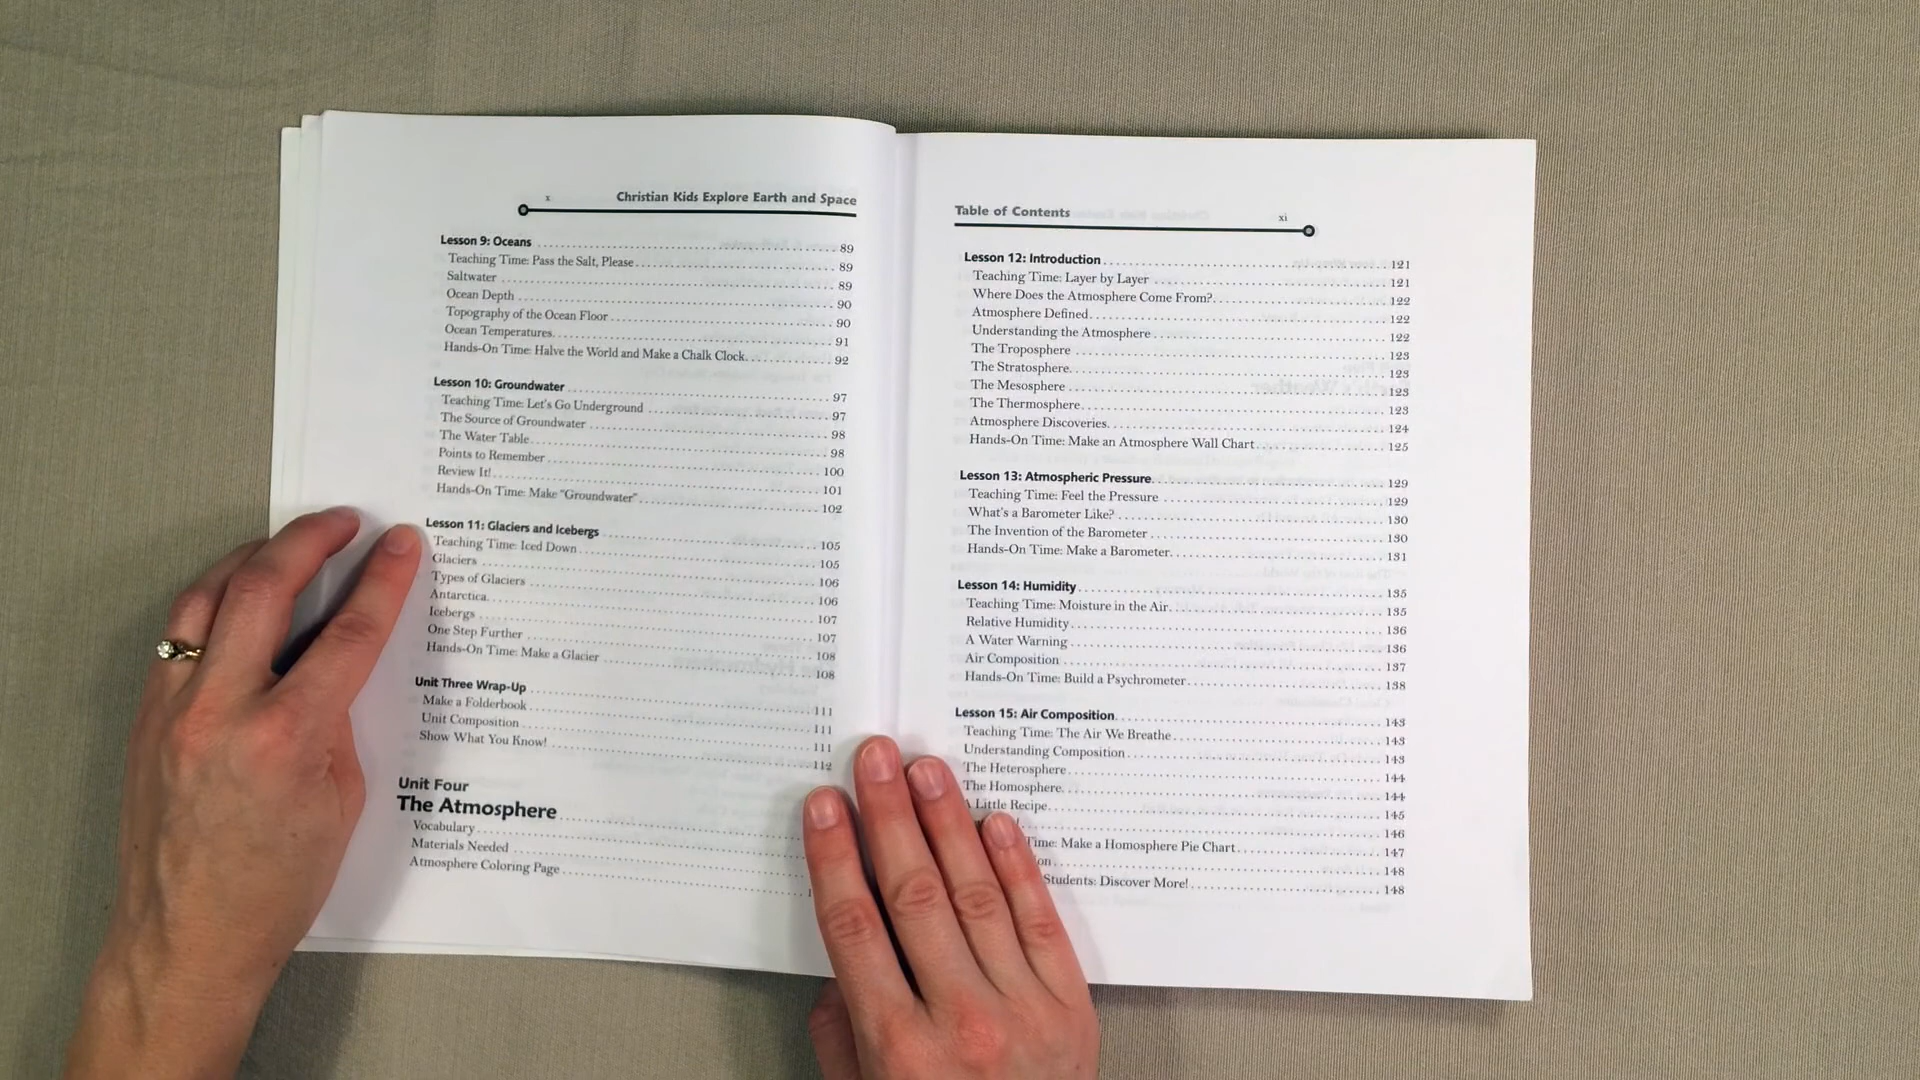 x Christian Kids Explore Earth and Space
Lesson 9: Oceans 89
Teaching Time: Pass the Salt, Please 89
Saltwater 89
Ocean Depth 90
Topography of the Ocean Floor 90
Ocean Temperatures 91
Hands-On Time: Halve the World and Make a Chalk Clock 92
Lesson 10: Groundwater 97
Teaching Time: Let's Go Underground 97
The Source of Groundwater 98
The Water Table 98
Points to Remember 100
Review It! 101
Hands-On Time: Make "Groundwater" 102
Lesson 11: Glaciers and Icebergs 105
Teaching Time: Iced Down 105
Glaciers 106
Types of Glaciers 106
Antarctica 107
Icebergs 107
One Step Further 108
Hands-On Time: Make a Glacier 108
Unit Three Wrap-Up 111
Make a Folderbook 111
Unit Composition 111
Show What You Know! 112
Unit Four
The Atmosphere
Vocabulary
Materials Needed
Atmosphere Coloring Page
Table of Contents xi
Lesson 12: Introduction 121
Teaching Time: Layer by Layer 121
Where Does the Atmosphere Come From? 122
Atmosphere Defined 122
Understanding the Atmosphere 122
The Troposphere 123
The Stratosphere 123
The Mesosphere 123
The Thermosphere 123
Atmosphere Discoveries 124
Hands-On Time: Make an Atmosphere Wall Chart 125
Lesson 13: Atmospheric Pressure 129
Teaching Time: Feel the Pressure 129
What's a Barometer Like? 130
The Invention of the Barometer 130
Hands-On Time: Make a Barometer 131
Lesson 14: Humidity 135
Teaching Time: Moisture in the Air 135
Relative Humidity 136
A Water Warning 136
Air Composition 137
Hands-On Time: Build a Psychrometer 138
Lesson 15: Air Composition 143
Teaching Time: The Air We Breathe 143
Understanding Composition 143
The Heterosphere 144
The Homosphere 144
A Little Recipe 145
146
Time: Make a Homosphere Pie Chart 147
on 148
Students: Discover More! 148